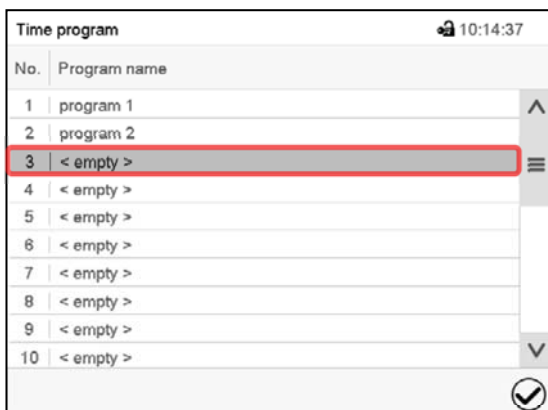 Time program 10:14:37
No. Program name
1 program 1
2 program 2
3 < empty >
4 < empty >
5 < empty >
6 < empty >
7 < empty >
8 < empty >
9 < empty >
10 < empty >